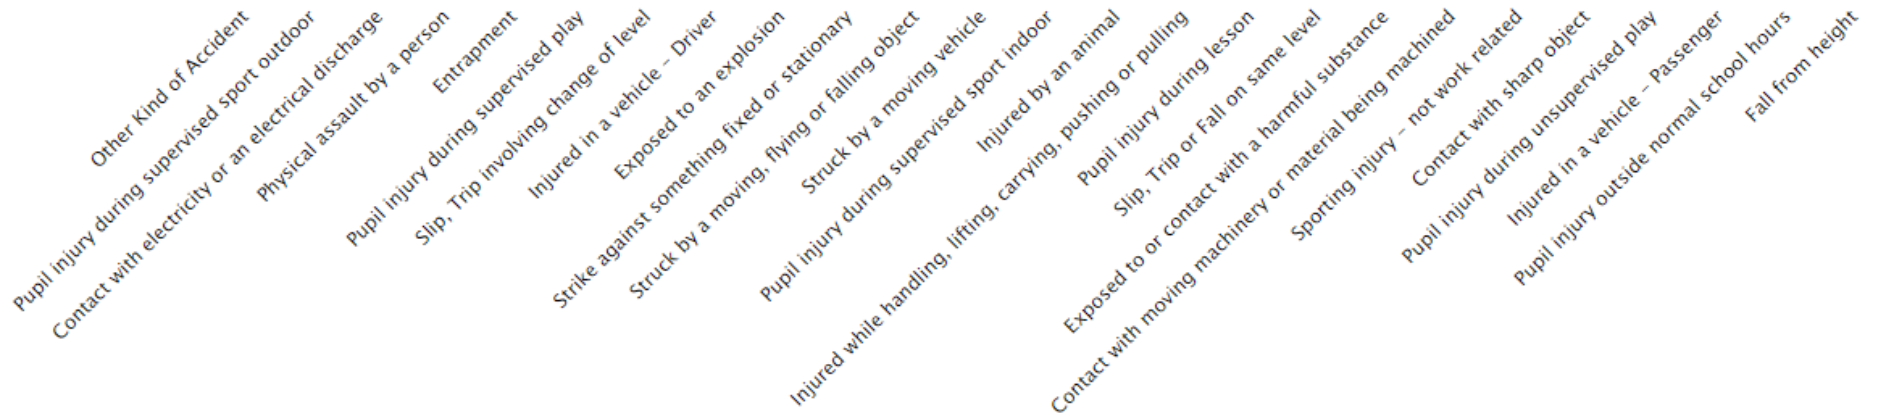 Other Kind of Accident
Pupil injury during supervised sport outdoor
Contact with electricity or an electrical discharge
Physical assault by a person
Entrapment
Pupil injury during supervised play
Slip, Trip involving change of level
Injured in a vehicle – Driver
Exposed to an explosion
Strike against something fixed or stationary
Struck by a moving, flying or falling object
Struck by a moving vehicle
Pupil injury during supervised sport indoor
Injured by an animal
Injured while handling, lifting, carrying, pushing or pulling
Pupil injury during lesson
Slip, Trip or Fall on same level
Exposed to or contact with a harmful substance
Contact with moving machinery or material being machined
Sporting injury – not work related
Contact with sharp object
Pupil injury during unsupervised play
Injured in a vehicle – Passenger
Pupil injury outside normal school hours
Fall from height